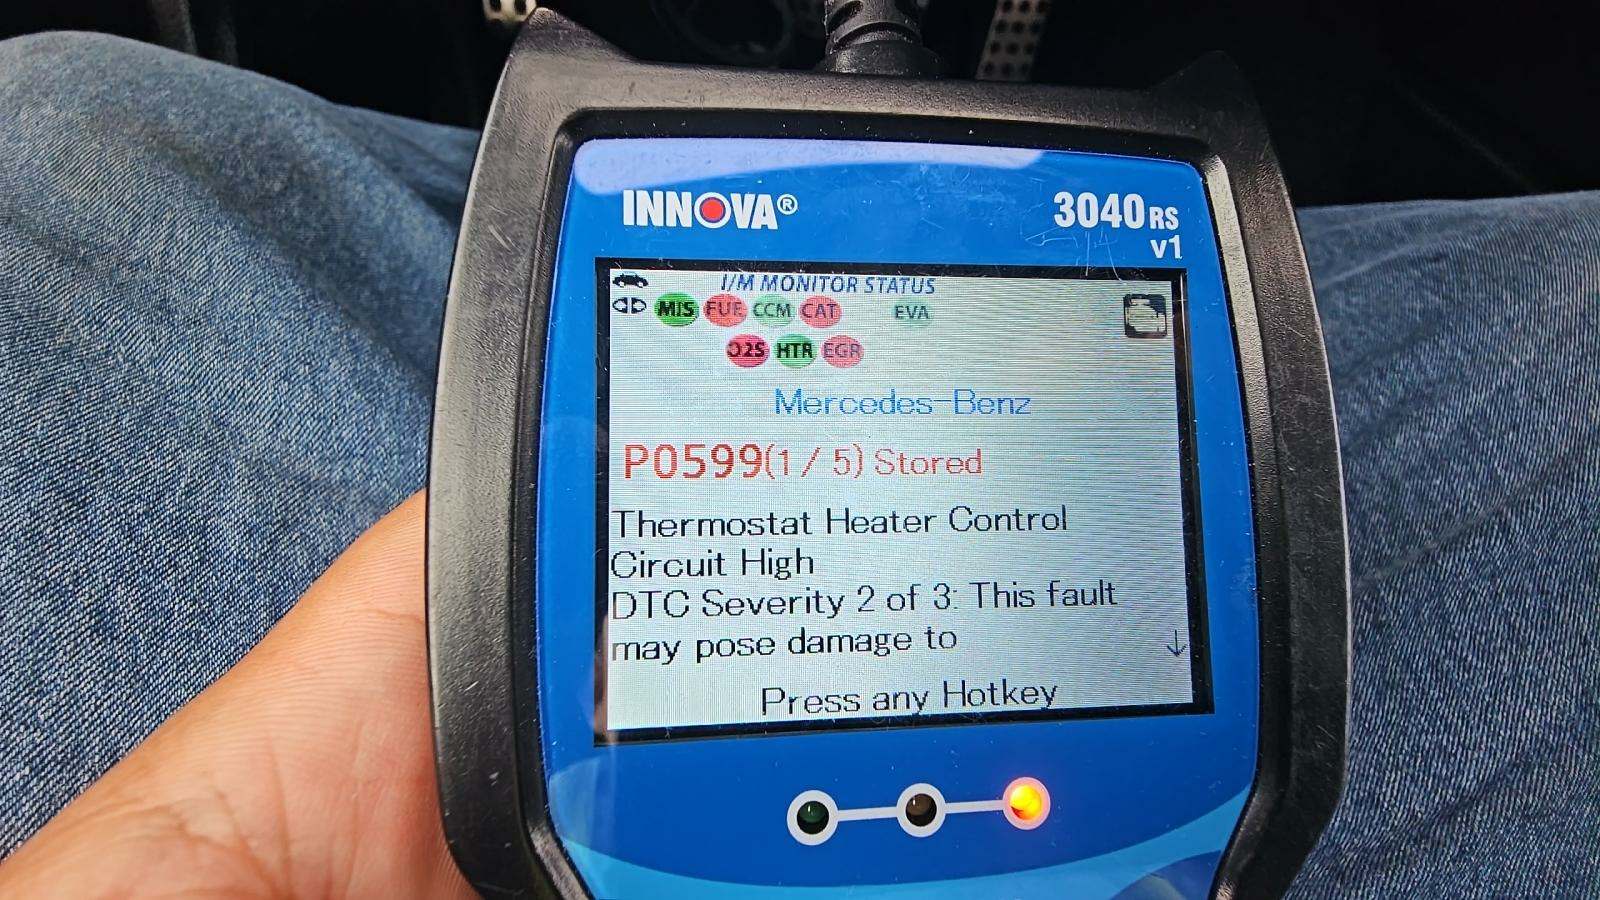 INNOVA®
3040RS
v1
I/M MONITOR STATUS
MIS FUE CCM CAT EVA
O2S HTR EGR
Mercedes-Benz
P0599(1 / 5) Stored
Thermostat Heater Control
Circuit High
DTC Severity 2 of 3: This fault
may pose damage to
Press any Hotkey